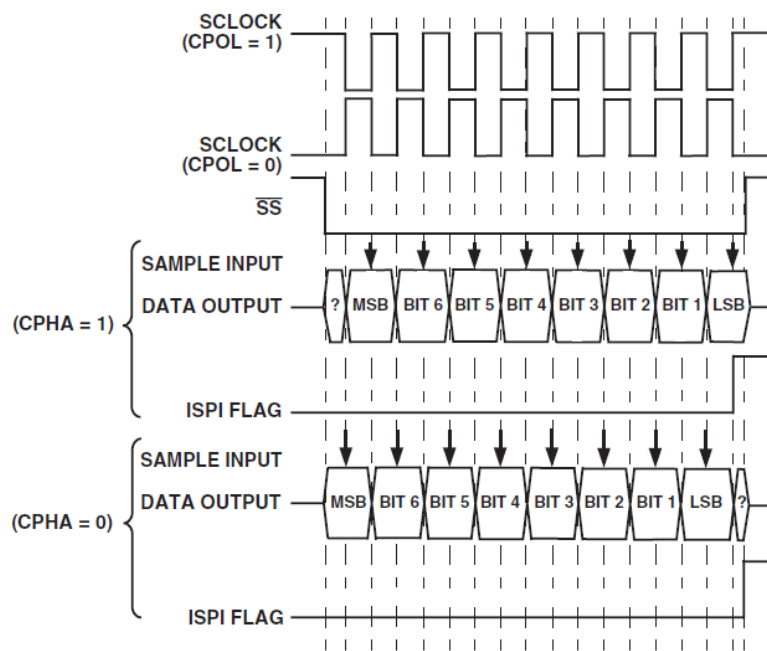 SCLOCK
(CPOL = 1)
SCLOCK
(CPOL = 0)
SS
SAMPLE INPUT
(CPHA = 1)
DATA OUTPUT
? MSB BIT 6 BIT 5 BIT 4 BIT 3 BIT 2 BIT 1 LSB
ISPI FLAG
SAMPLE INPUT
(CPHA = 0)
DATA OUTPUT
MSB BIT 6 BIT 5 BIT 4 BIT 3 BIT 2 BIT 1 LSB ?
ISPI FLAG